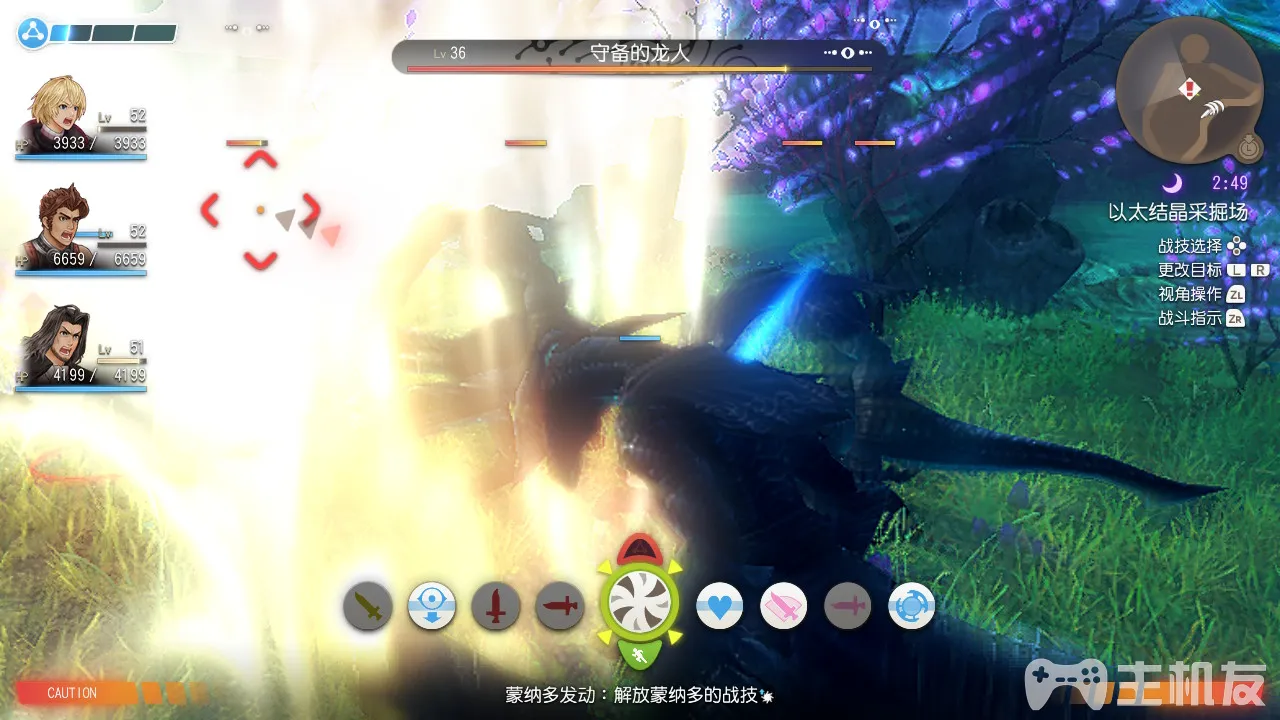 Lv 36
守备的龙人
Lv 52
HP 3933 / 3933
Lv 52
HP 6659 / 6659
Lv 51
HP 4199 / 4199
2:49
以太结晶采掘场
战技选择
更改目标 L R
视角操作 ZL
战斗指示 ZR
CAUTION
蒙纳多发动：解放蒙纳多的战技
主机友